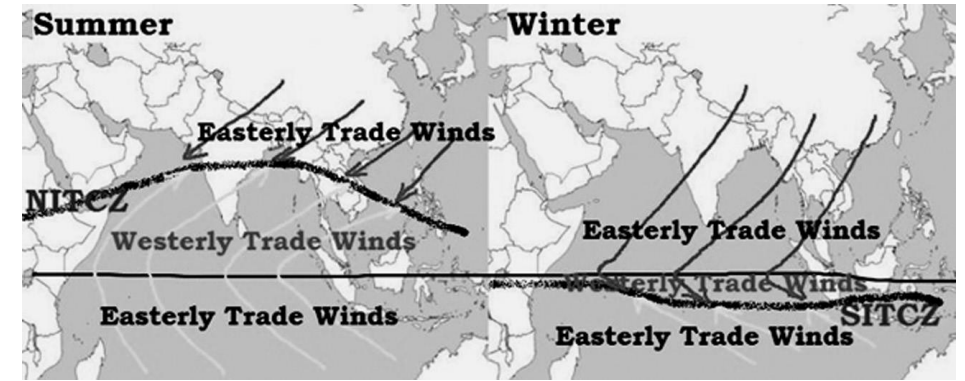 Summer
Easterly Trade Winds
NITCZ
Westerly Trade Winds
Easterly Trade Winds
Winter
Easterly Trade Winds
Westerly Trade Winds
SITCZ
Easterly Trade Winds